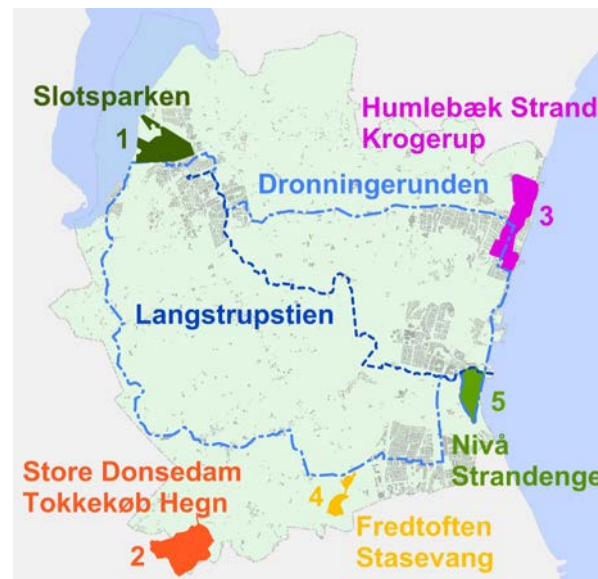 Slotsparken
1
Humlebæk Strand
Krogerup
Dronningerunden
3
Langstrupstien
5
Nivå
Strandenge
Store Donsedam
Tokkekøb Hegn
4
2
Fredtoften
Stasevang